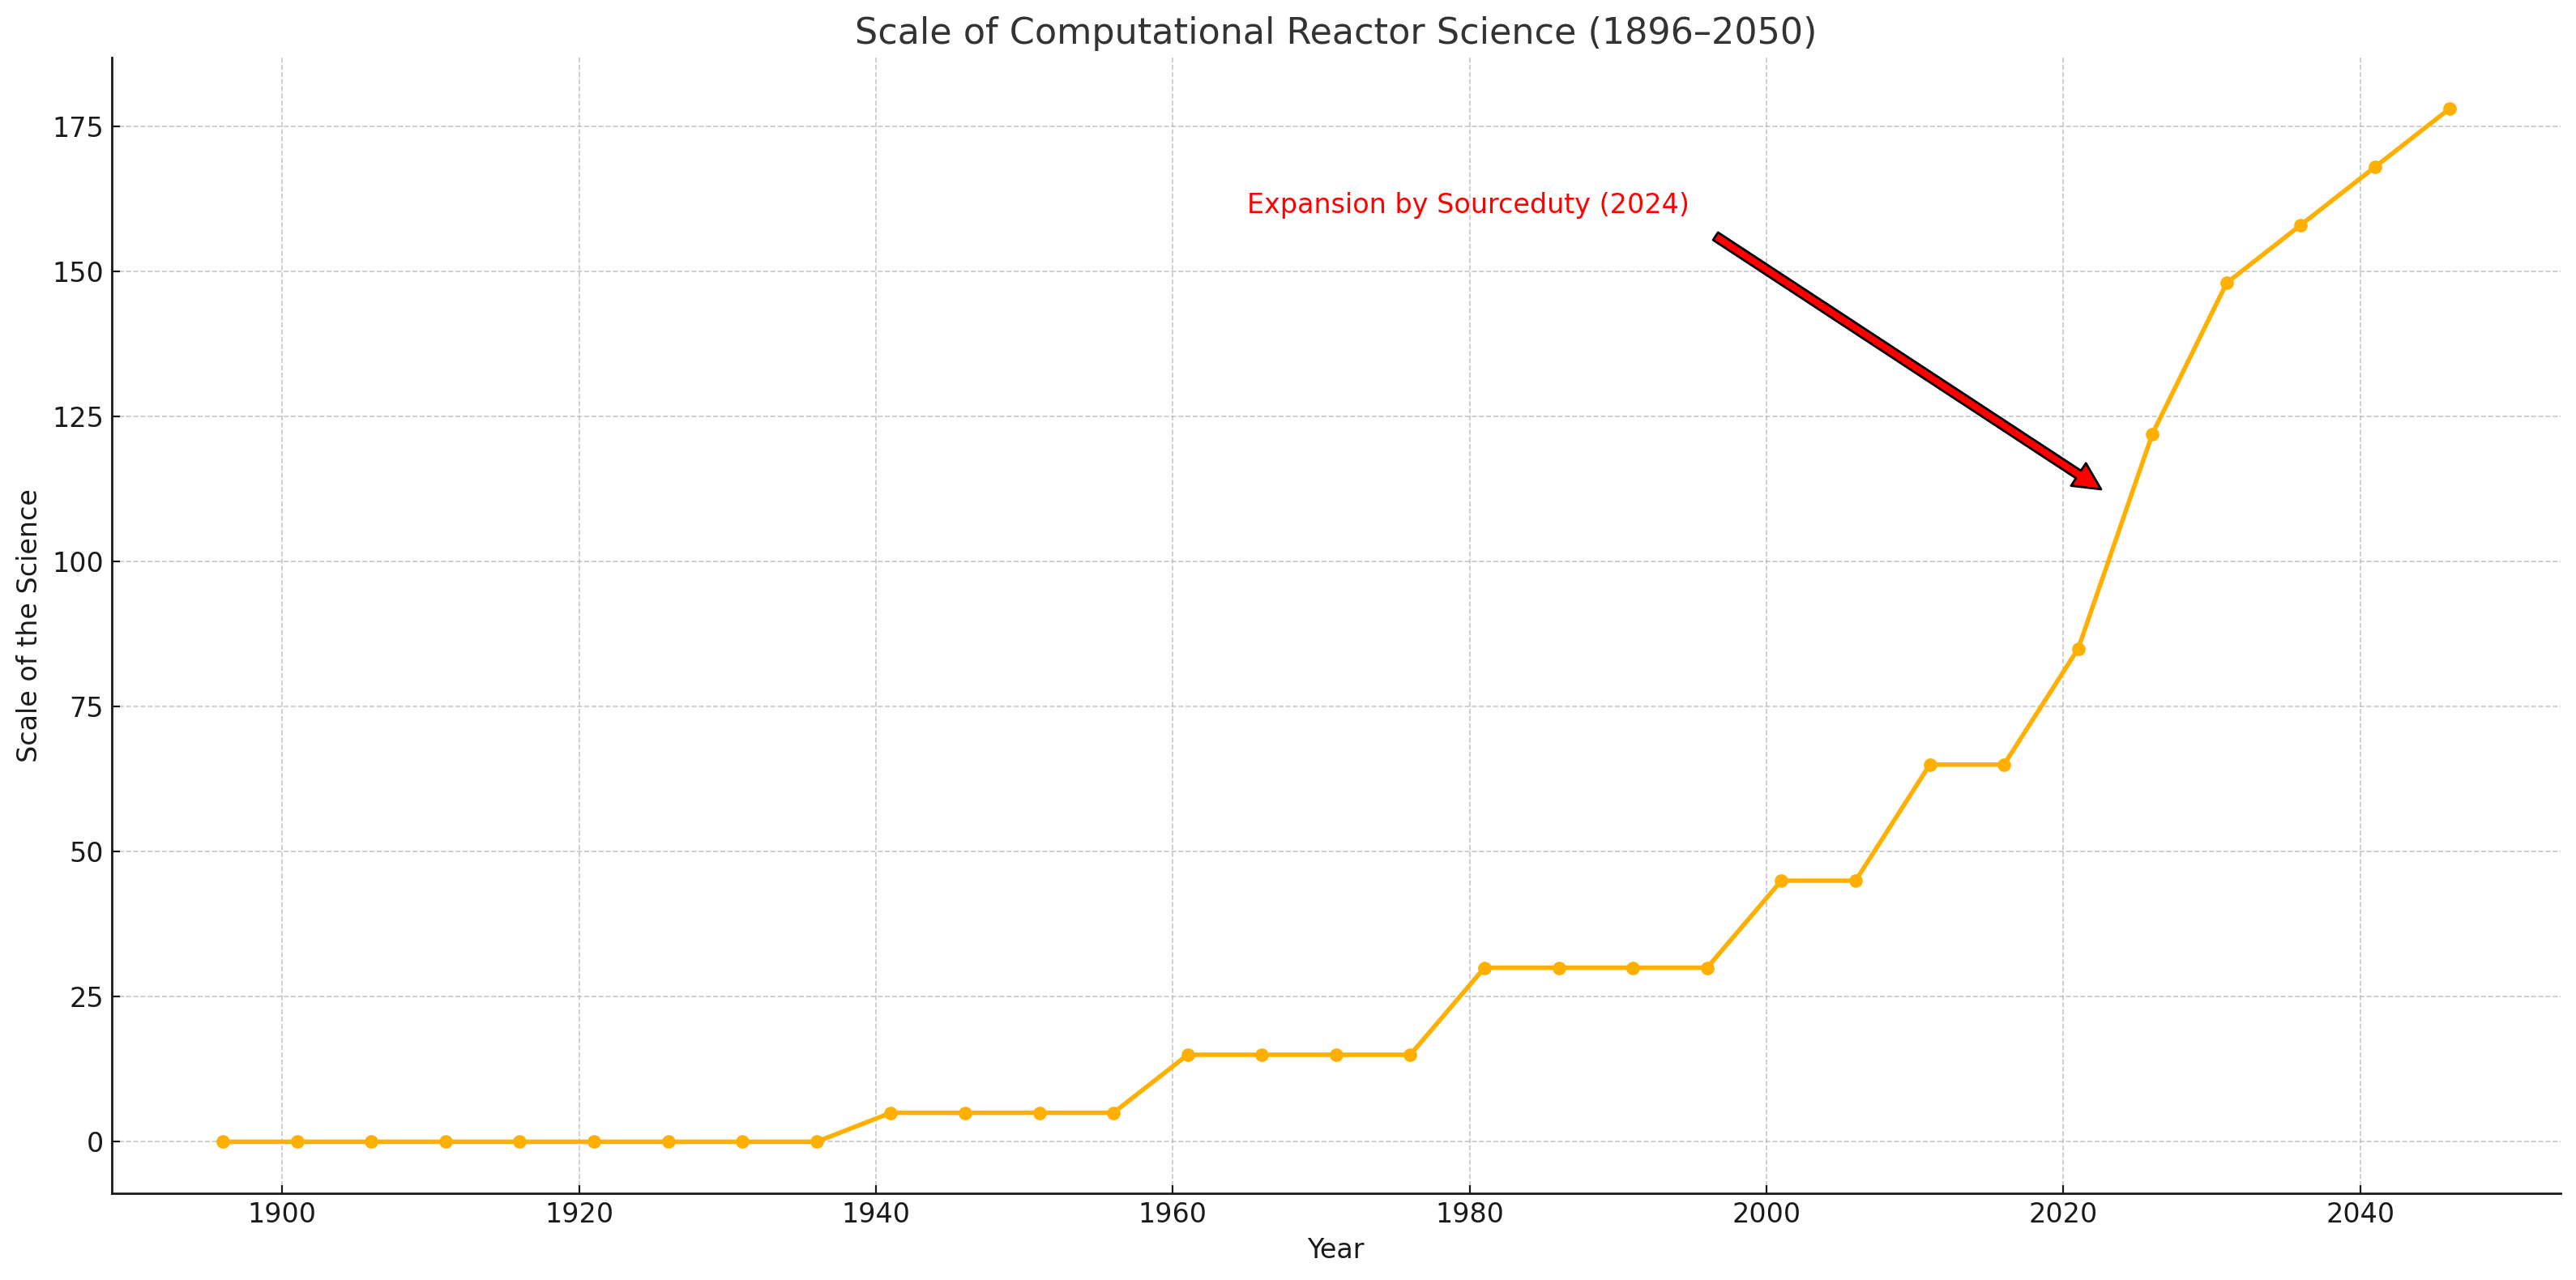 Scale of Computational Reactor Science (1896–2050)
175
150
125
100
75
50
25
0
Scale of the Science
Expansion by Sourceduty (2024)
1900 1920 1940 1960 1980 2000 2020 2040
Year